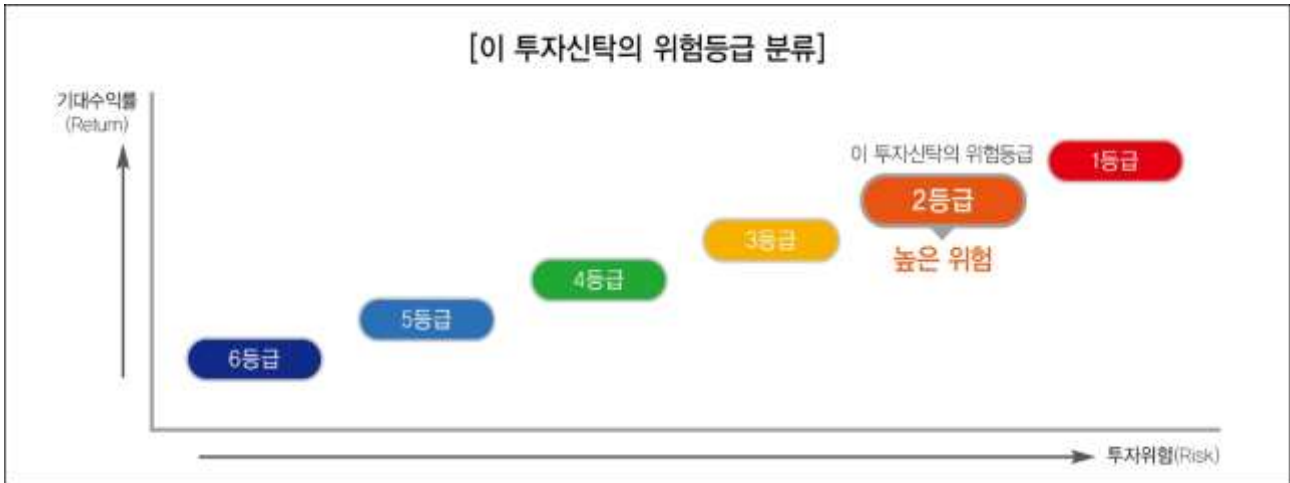 [이 투자신탁의 위험등급 분류]
기대수익률
(Return)
이 투자신탁의 위험등급
1등급
2등급
높은 위험
3등급
4등급
5등급
6등급
투자위험(Risk)